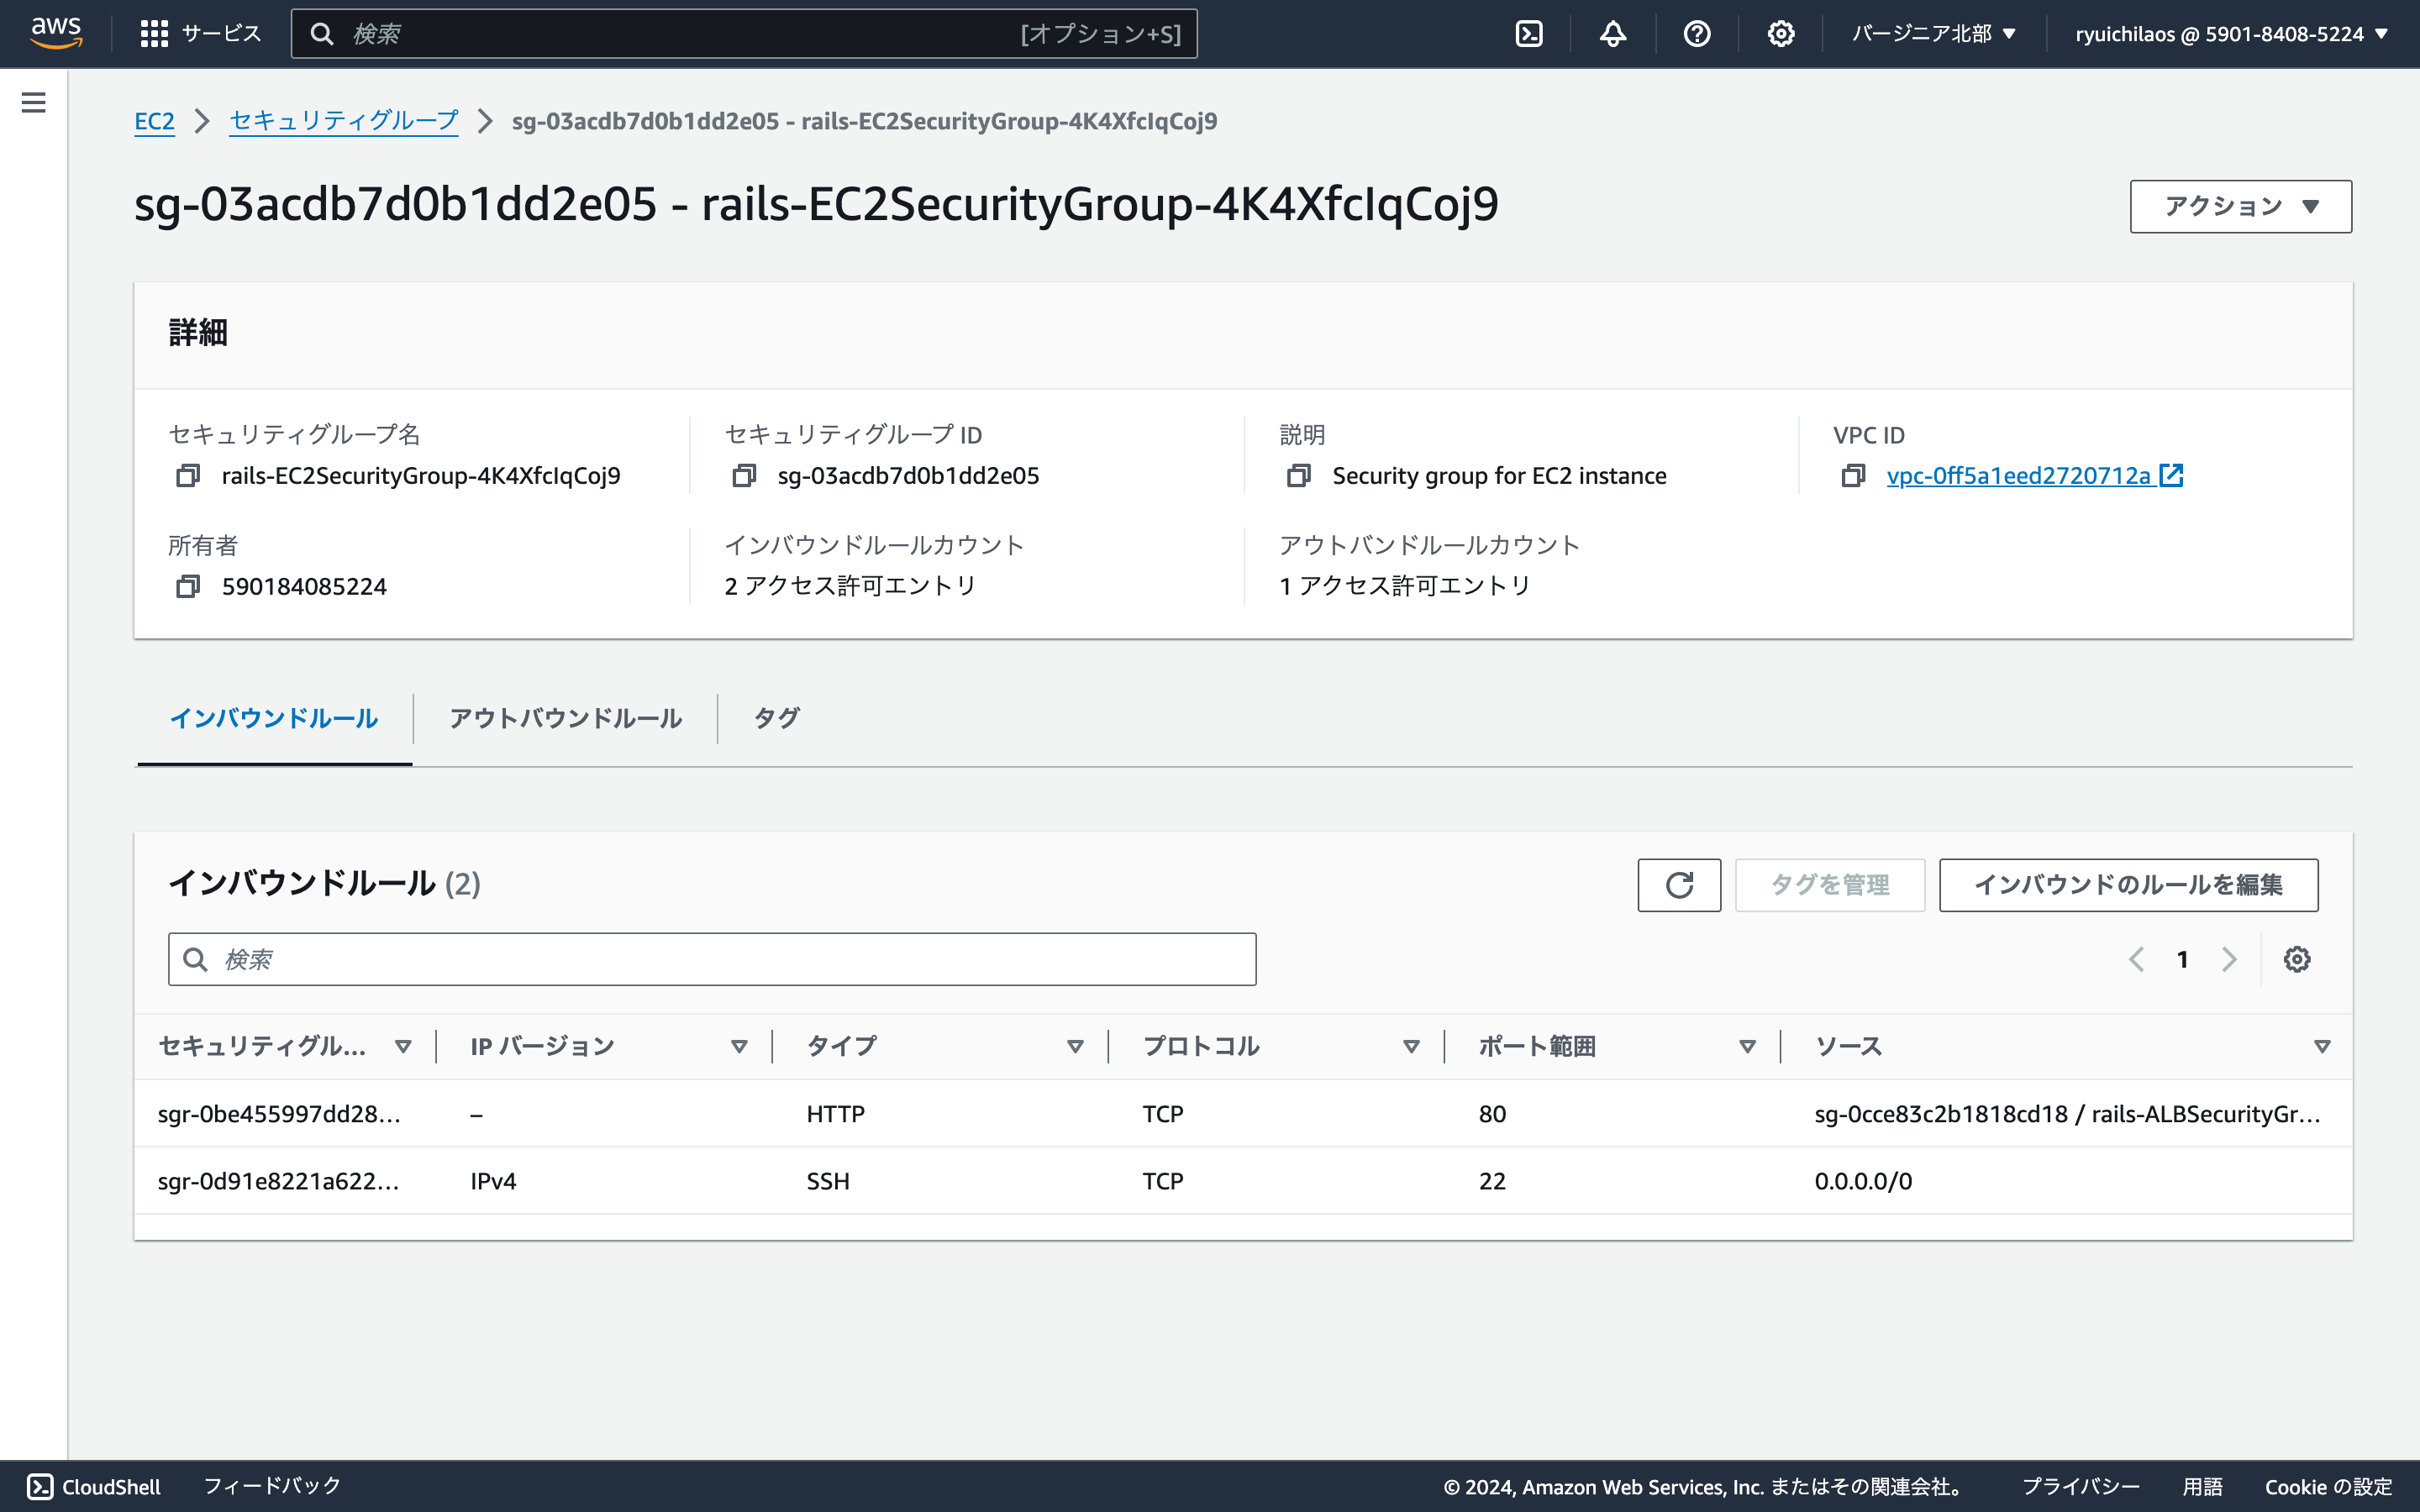 aws サービス 検索 [オプション+S] バージニア北部 ryuichilaos @ 5901-8408-5224
EC2 セキュリティグループ sg-03acdb7d0b1dd2e05 - rails-EC2SecurityGroup-4K4XfcIqCoj9
sg-03acdb7d0b1dd2e05 - rails-EC2SecurityGroup-4K4XfcIqCoj9
アクション
詳細
セキュリティグループ名
rails-EC2SecurityGroup-4K4XfcIqCoj9
セキュリティグループ ID
sg-03acdb7d0b1dd2e05
説明
Security group for EC2 instance
VPC ID
vpc-0ff5a1eed2720712a
所有者
590184085224
インバウンドルールカウント
2 アクセス許可エントリ
アウトバンドルールカウント
1 アクセス許可エントリ
インバウンドルール アウトバウンドルール タグ
インバウンドルール (2)
タグを管理 インバウンドのルールを編集
検索
1
セキュリティグル... IP バージョン タイプ プロトコル ポート範囲 ソース
sgr-0be455997dd28... – HTTP TCP 80 sg-0cce83c2b1818cd18 / rails-ALBSecurityGr...
sgr-0d91e8221a622... IPv4 SSH TCP 22 0.0.0.0/0
CloudShell フィードバック © 2024, Amazon Web Services, Inc. またはその関連会社。 プライバシー 用語 Cookie の設定